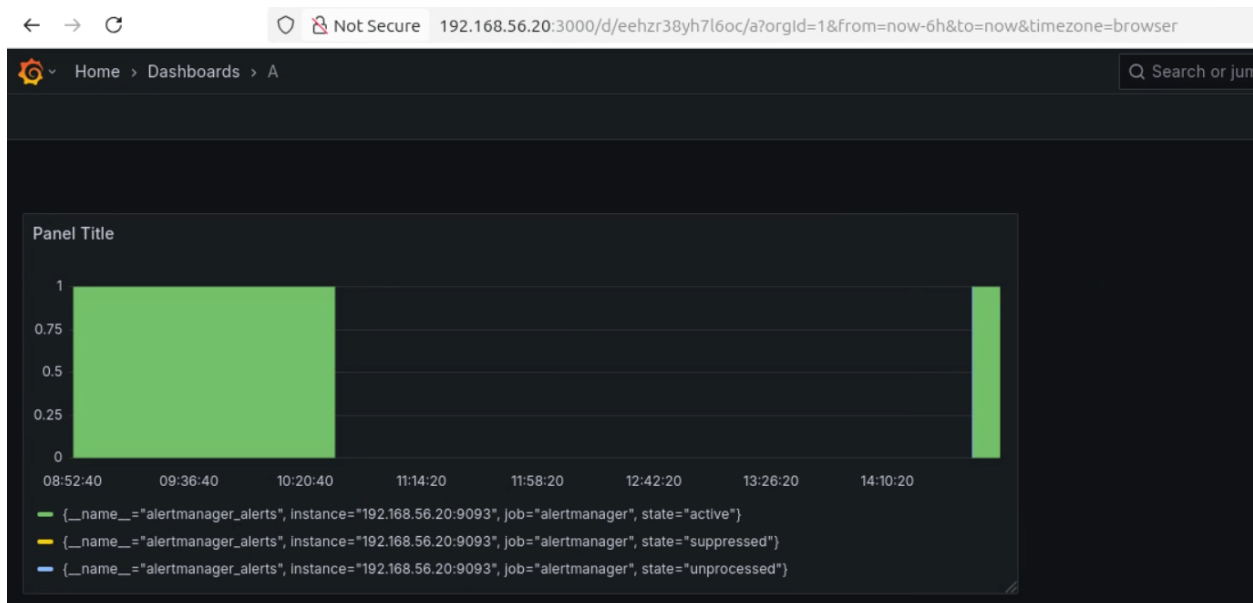 Not Secure 192.168.56.20:3000/d/eehzr38yh7l6oc/a?orgId=1&from=now-6h&to=now&timezone=browser
Home › Dashboards › A
Search or jum
Panel Title
1
0.75
0.5
0.25
0
08:52:40 09:36:40 10:20:40 11:14:20 11:58:20 12:42:20 13:26:20 14:10:20
{__name__="alertmanager_alerts", instance="192.168.56.20:9093", job="alertmanager", state="active"}
{__name__="alertmanager_alerts", instance="192.168.56.20:9093", job="alertmanager", state="suppressed"}
{__name__="alertmanager_alerts", instance="192.168.56.20:9093", job="alertmanager", state="unprocessed"}